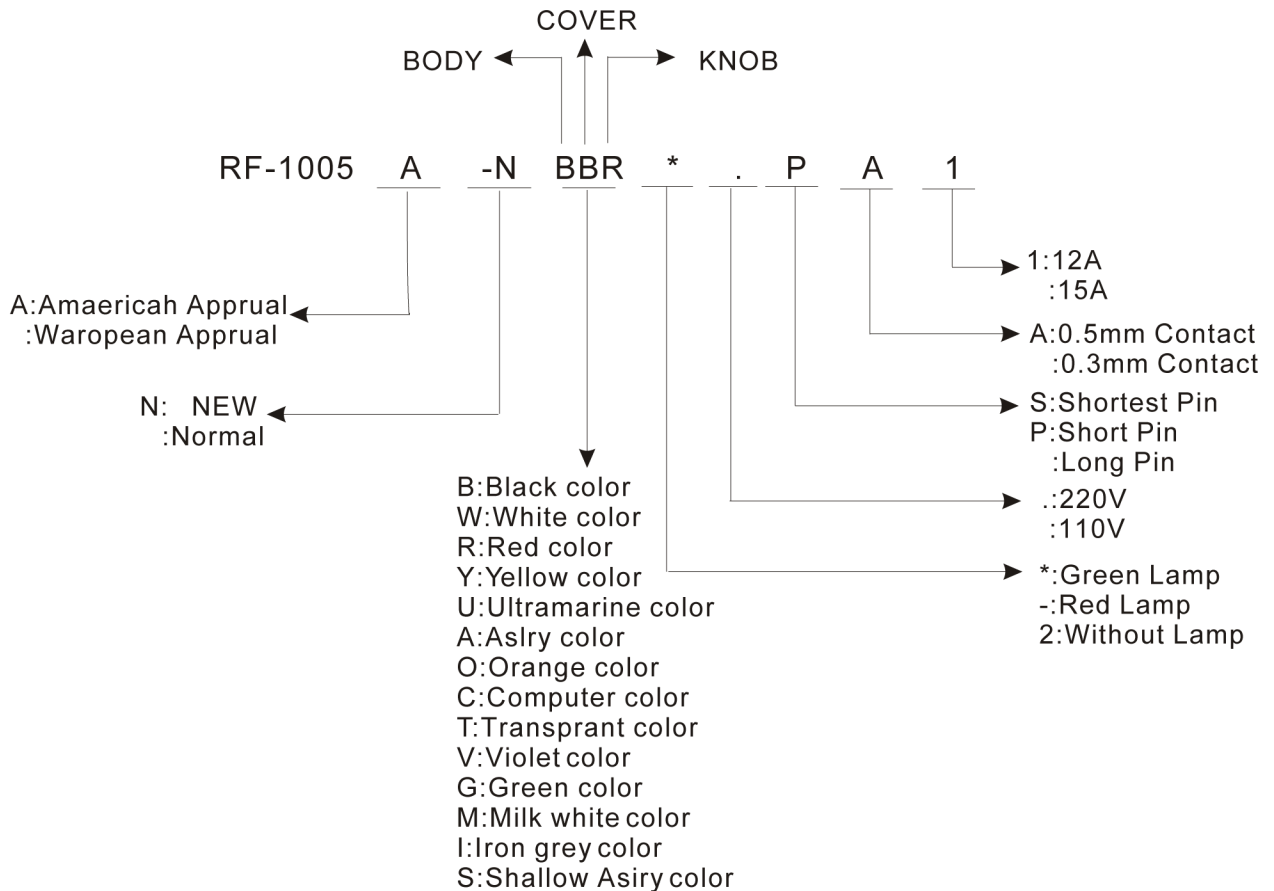 COVER
BODY KNOB
RF-1005 A -N BBR * . P A 1
1:12A
:15A
A:Amaericah Apprual
:Waropean Apprual
A:0.5mm Contact
:0.3mm Contact
N: NEW
:Normal
S:Shortest Pin
P:Short Pin
:Long Pin
B:Black color
W:White color
R:Red color
Y:Yellow color
U:Ultramarine color
A:Aslry color
O:Orange color
C:Computer color
T:Transprant color
V:Violet color
G:Green color
M:Milk white color
I:Iron grey color
S:Shallow Asiry color
.:220V
:110V
*:Green Lamp
-:Red Lamp
2:Without Lamp